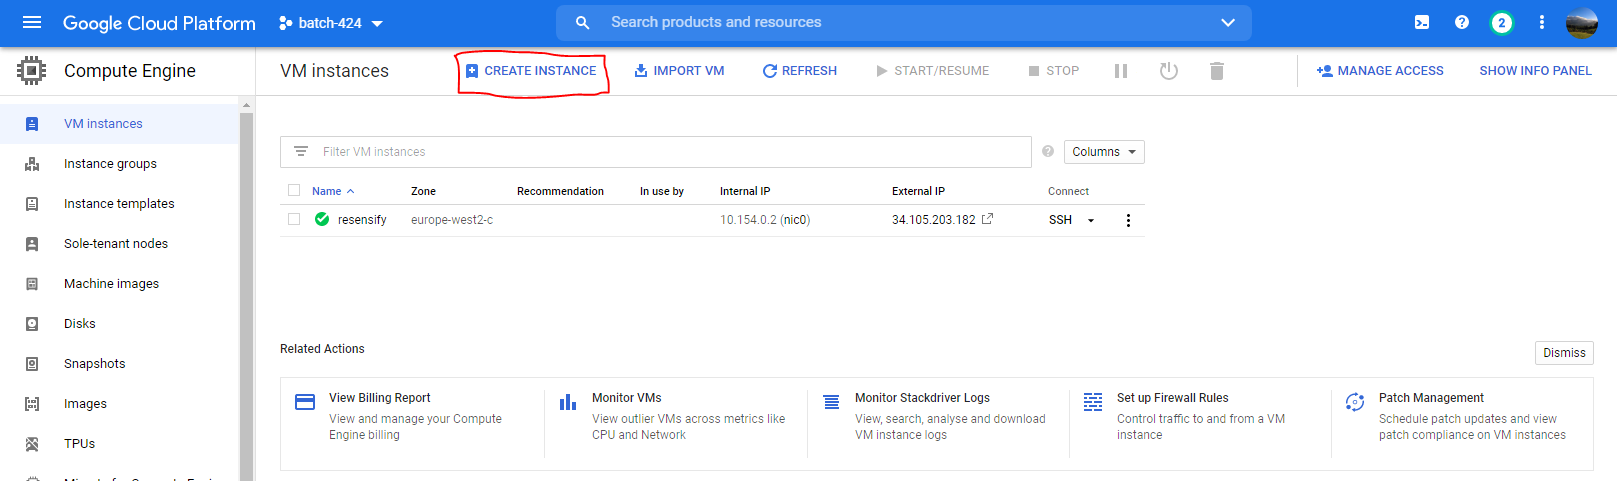 Google Cloud Platform batch-424 Search products and resources 2
Compute Engine VM instances CREATE INSTANCE IMPORT VM REFRESH START/RESUME STOP MANAGE ACCESS SHOW INFO PANEL
VM instances
Instance groups
Instance templates
Sole-tenant nodes
Machine images
Disks
Snapshots
Images
TPUs
Filter VM instances Columns
Name Zone Recommendation In use by Internal IP External IP Connect
resensify europe-west2-c 10.154.0.2 (nic0) 34.105.203.182 SSH
Related Actions Dismiss
View Billing Report
View and manage your Compute
Engine billing
Monitor VMs
View outlier VMs across metrics like
CPU and Network
Monitor Stackdriver Logs
View, search, analyse and download
VM instance logs
Set up Firewall Rules
Control traffic to and from a VM
instance
Patch Management
Schedule patch updates and view
patch compliance on VM instances